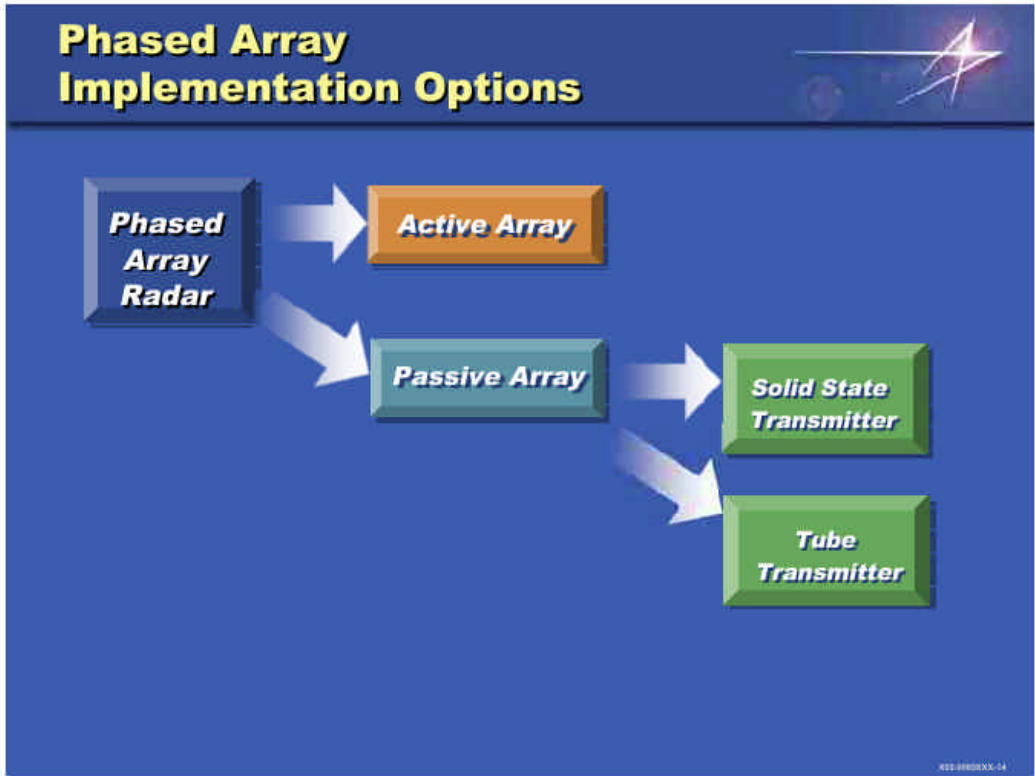 Phased Array
Implementation Options
Phased
Array
Radar
Active Array
Passive Array
Solid State
Transmitter
Tube
Transmitter